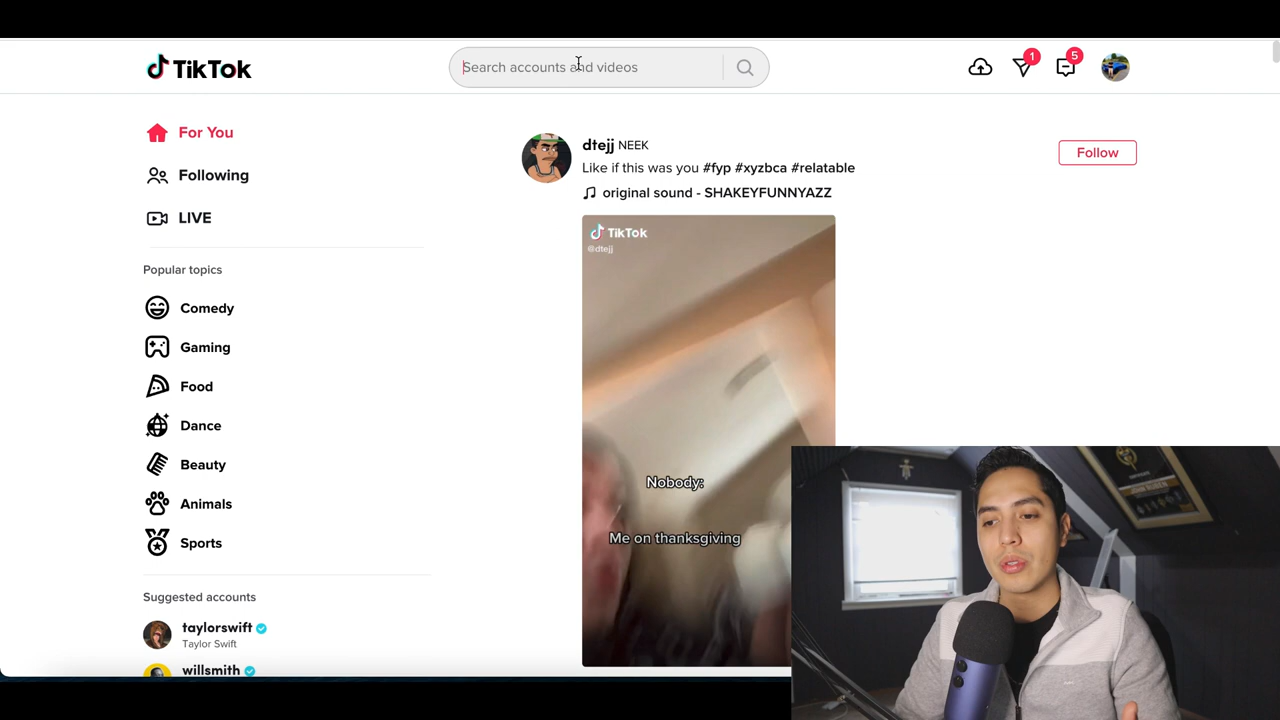 TikTok
Search accounts and videos
1
5
For You
Following
LIVE
Popular topics
Comedy
Gaming
Food
Dance
Beauty
Animals
Sports
Suggested accounts
taylorswift
Taylor Swift
willsmith
dtejj NEEK
Like if this was you #fyp #xyzbca #relatable
original sound - SHAKEYFUNNYAZZ
Follow
TikTok
@dtejj
Nobody:
Me on thanksgiving